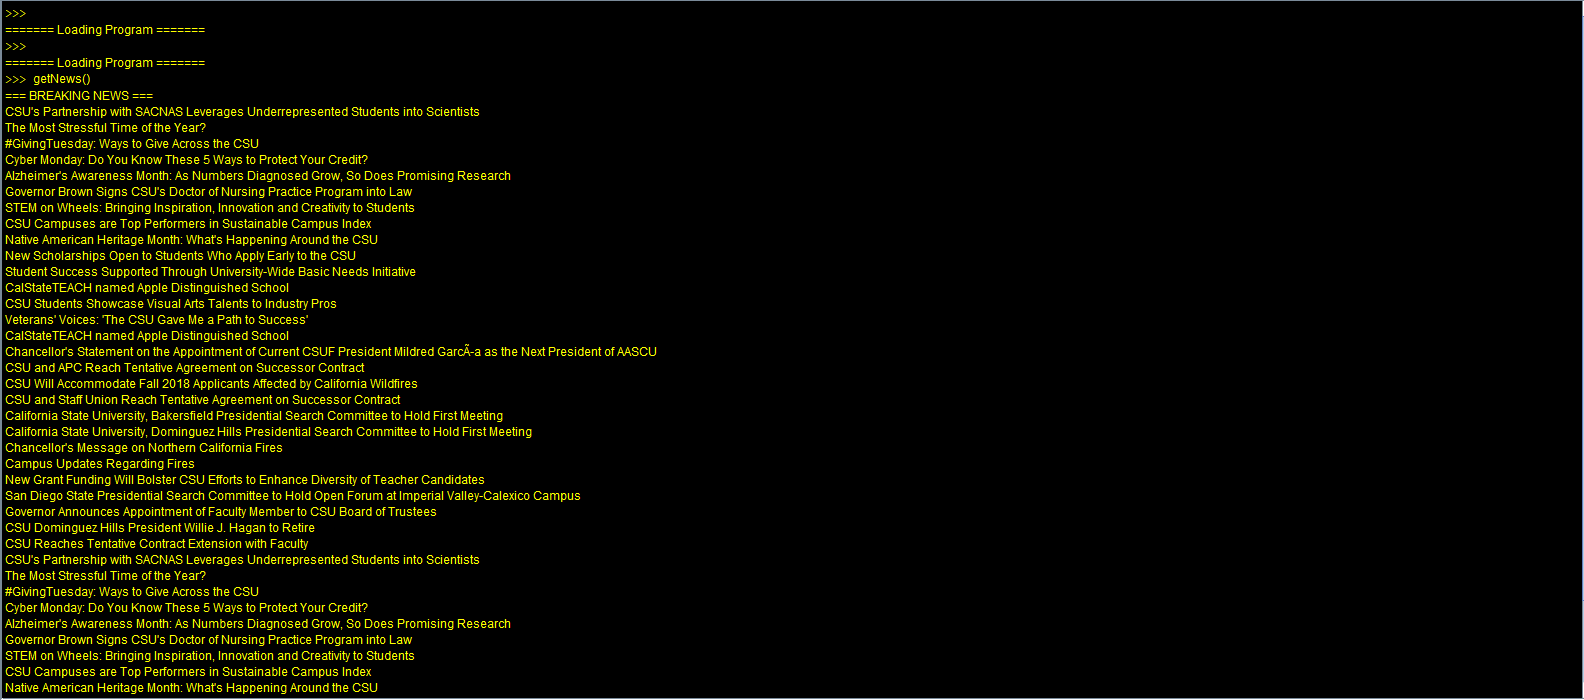 >>>
======= Loading Program =======
>>>
======= Loading Program =======
>>> getNews()
=== BREAKING NEWS ===
CSU's Partnership with SACNAS Leverages Underrepresented Students into Scientists
The Most Stressful Time of the Year?
#GivingTuesday: Ways to Give Across the CSU
Cyber Monday: Do You Know These 5 Ways to Protect Your Credit?
Alzheimer's Awareness Month: As Numbers Diagnosed Grow, So Does Promising Research
Governor Brown Signs CSU's Doctor of Nursing Practice Program into Law
STEM on Wheels: Bringing Inspiration, Innovation and Creativity to Students
CSU Campuses are Top Performers in Sustainable Campus Index
Native American Heritage Month: What's Happening Around the CSU
New Scholarships Open to Students Who Apply Early to the CSU
Student Success Supported Through University-Wide Basic Needs Initiative
CalStateTEACH named Apple Distinguished School
CSU Students Showcase Visual Arts Talents to Industry Pros
Veterans' Voices: 'The CSU Gave Me a Path to Success'
CalStateTEACH named Apple Distinguished School
Chancellor's Statement on the Appointment of Current CSUF President Mildred GarcÃ-a as the Next President of AASCU
CSU and APC Reach Tentative Agreement on Successor Contract
CSU Will Accommodate Fall 2018 Applicants Affected by California Wildfires
CSU and Staff Union Reach Tentative Agreement on Successor Contract
California State University, Bakersfield Presidential Search Committee to Hold First Meeting
California State University, Dominguez Hills Presidential Search Committee to Hold First Meeting
Chancellor's Message on Northern California Fires
Campus Updates Regarding Fires
New Grant Funding Will Bolster CSU Efforts to Enhance Diversity of Teacher Candidates
San Diego State Presidential Search Committee to Hold Open Forum at Imperial Valley-Calexico Campus
Governor Announces Appointment of Faculty Member to CSU Board of Trustees
CSU Dominguez Hills President Willie J. Hagan to Retire
CSU Reaches Tentative Contract Extension with Faculty
CSU's Partnership with SACNAS Leverages Underrepresented Students into Scientists
The Most Stressful Time of the Year?
#GivingTuesday: Ways to Give Across the CSU
Cyber Monday: Do You Know These 5 Ways to Protect Your Credit?
Alzheimer's Awareness Month: As Numbers Diagnosed Grow, So Does Promising Research
Governor Brown Signs CSU's Doctor of Nursing Practice Program into Law
STEM on Wheels: Bringing Inspiration, Innovation and Creativity to Students
CSU Campuses are Top Performers in Sustainable Campus Index
Native American Heritage Month: What's Happening Around the CSU